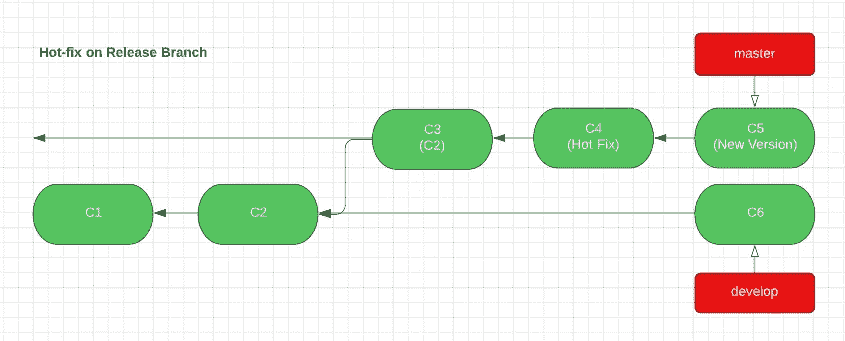 Hot-fix on Release Branch
master
C3
(C2)
C4
(Hot Fix)
C5
(New Version)
C1
C2
C6
develop